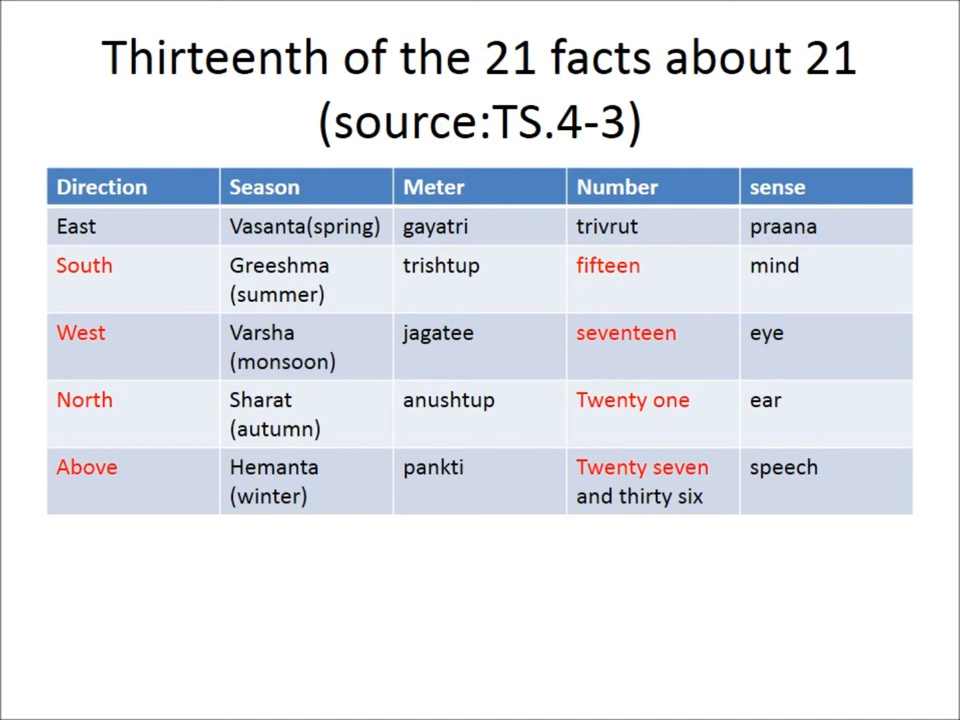 Thirteenth of the 21 facts about 21
(source:TS.4-3)
Direction Season Meter Number sense
East Vasanta(spring) gayatri trivrut praana
South Greeshma trishtup fifteen mind
(summer)
West Varsha jagatee seventeen eye
(monsoon)
North Sharat anushtup Twenty one ear
(autumn)
Above Hemanta pankti Twenty seven speech
(winter) and thirty six